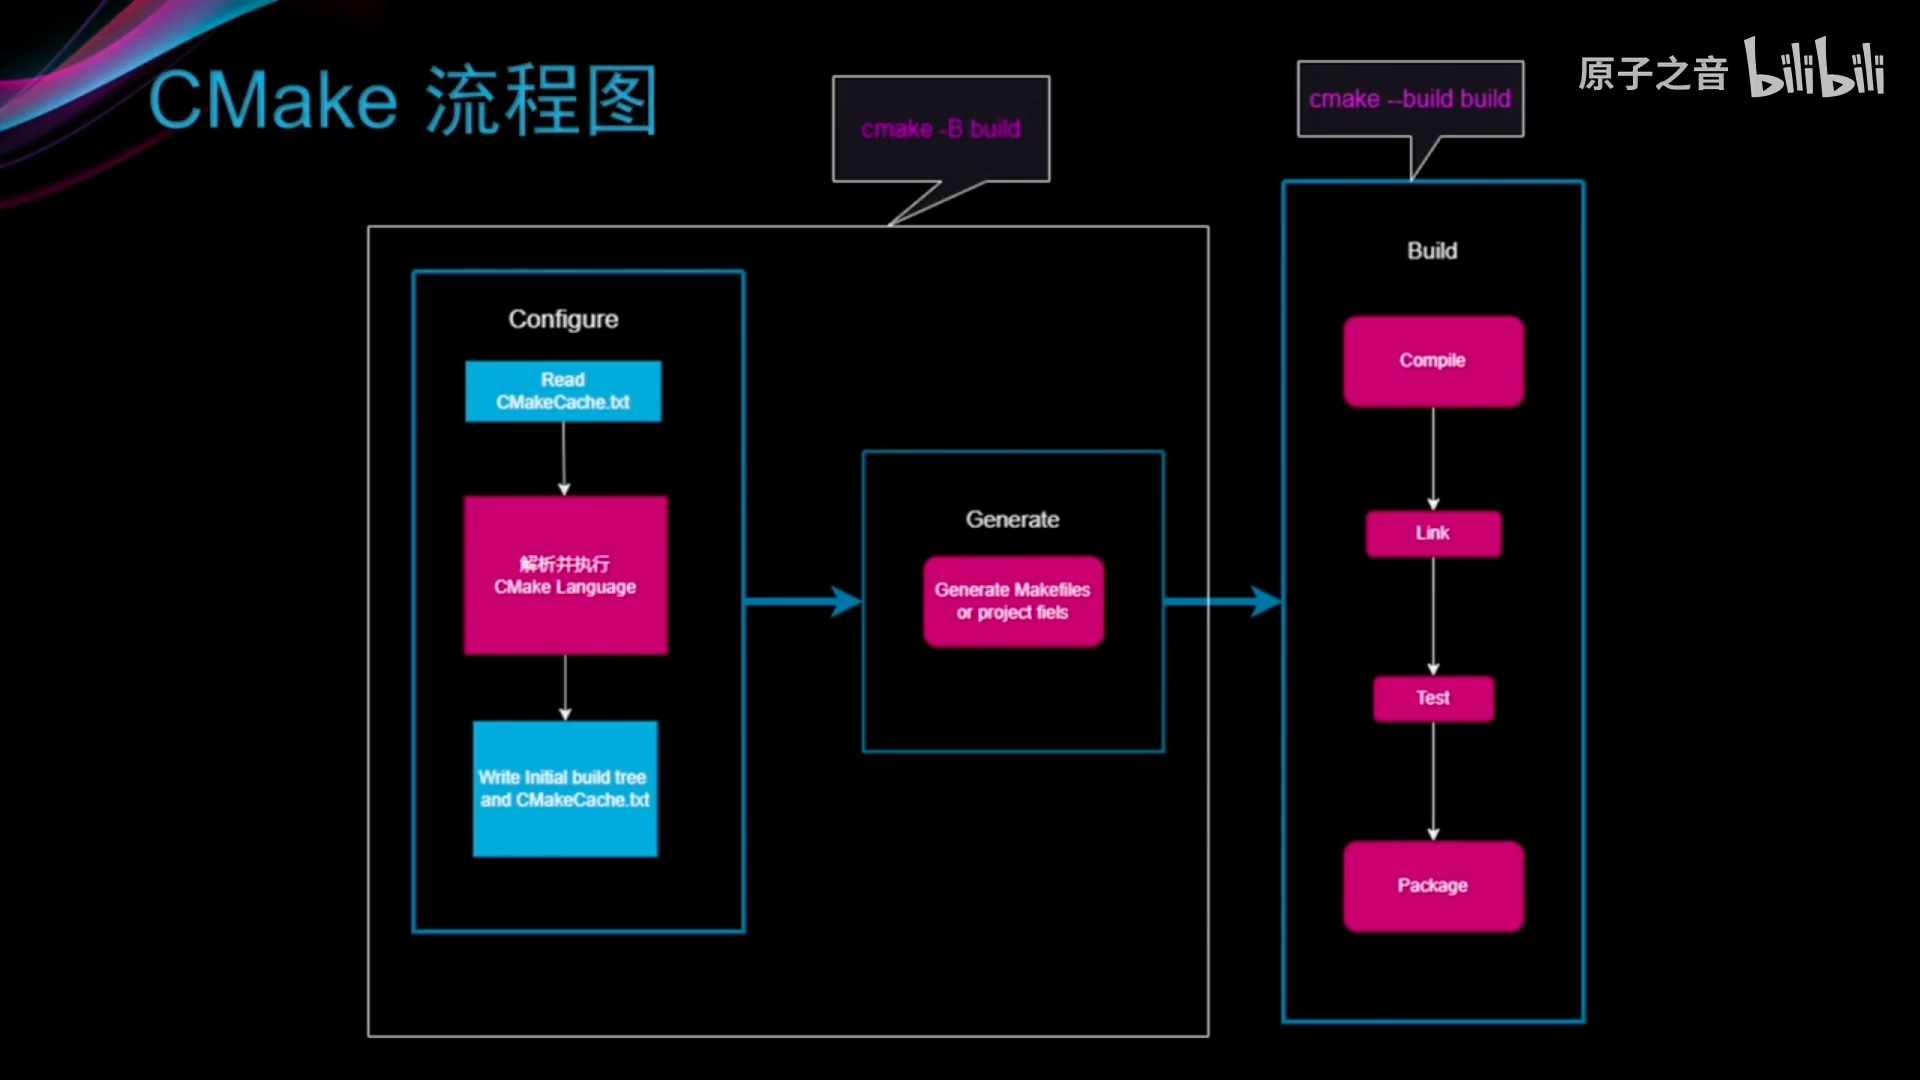 CMake 流程图
cmake -B build
cmake --build build
原子之音 bilibili
Configure
Read
CMakeCache.txt
解析并执行
CMake Language
Write Initial build tree
and CMakeCache.txt
Generate
Generate Makefiles
or project fiels
Build
Compile
Link
Test
Package